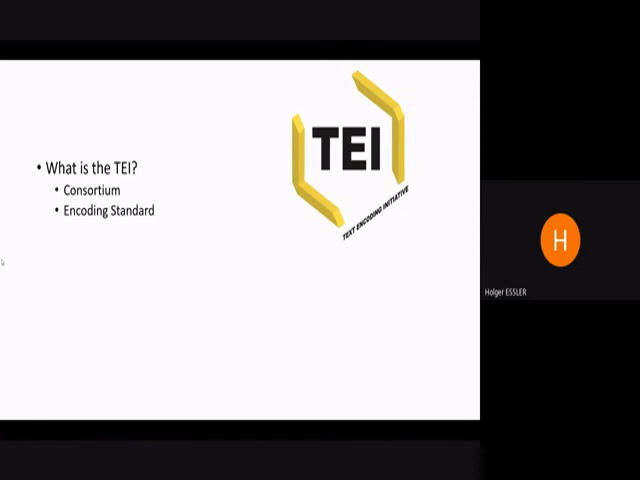 TEI
TEXT ENCODING INITIATIVE
• What is the TEI?
• Consortium
• Encoding Standard
H
Holger ESSLER